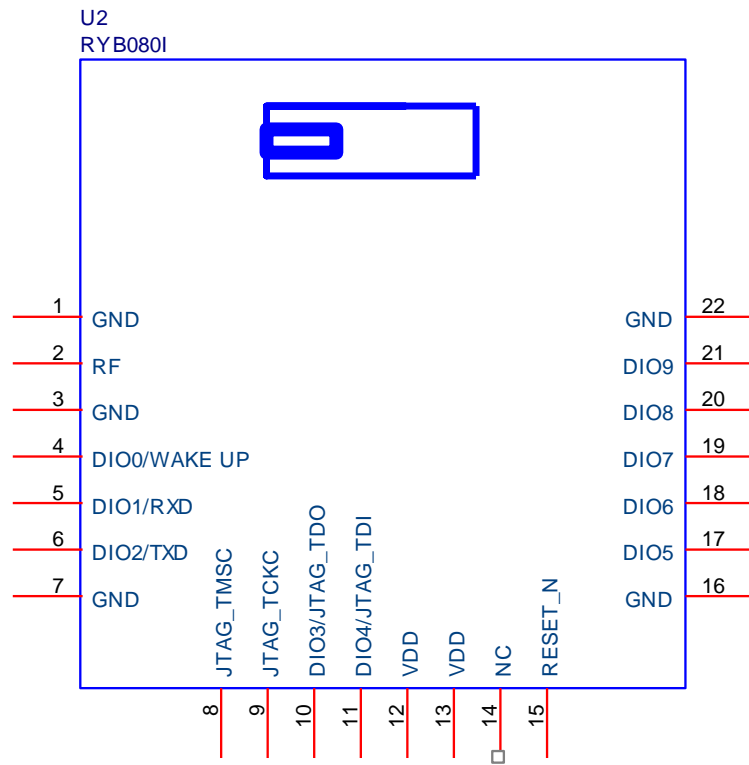 U2
RYB080I
1 GND
2 RF
3 GND
4 DIO0/WAKE UP
5 DIO1/RXD
6 DIO2/TXD
7 GND
8 JTAG_TMSC
9 JTAG_TCKC
10 DIO3/JTAG_TDO
11 DIO4/JTAG_TDI
12 VDD
13 VDD
14 NC
15 RESET_N
GND 22
DIO9 21
DIO8 20
DIO7 19
DIO6 18
DIO5 17
GND 16